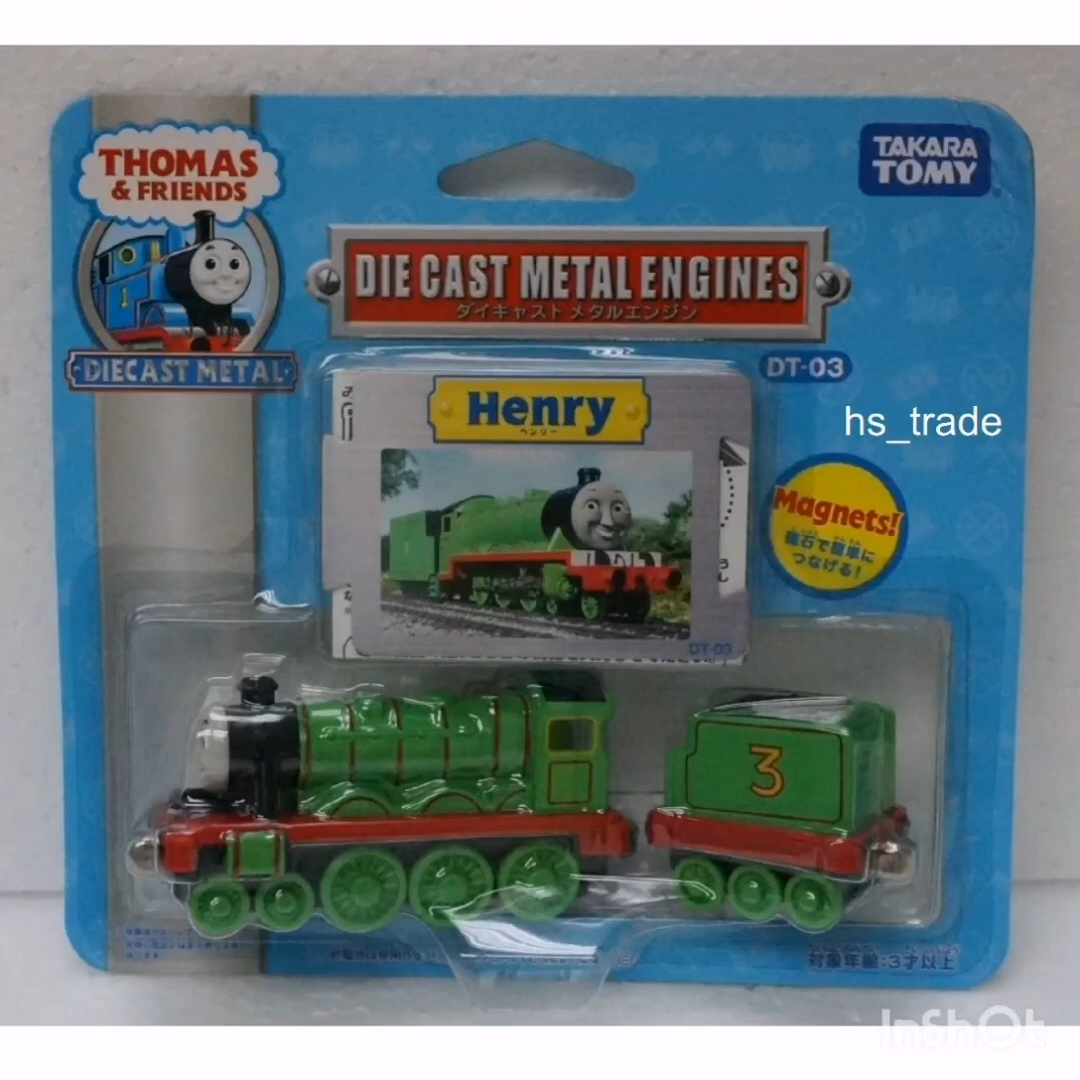 THOMAS
& FRIENDS
1
DIECAST METAL
TAKARA
TOMY
DIE CAST METAL ENGINES
ダイキャスト メタルエンジン
DT-03
hs_trade
Henry
ヘンリー
Magnets!
磁石で簡単に
つなげる!
DT-03
3
対象年齢:3才以上
InShOt